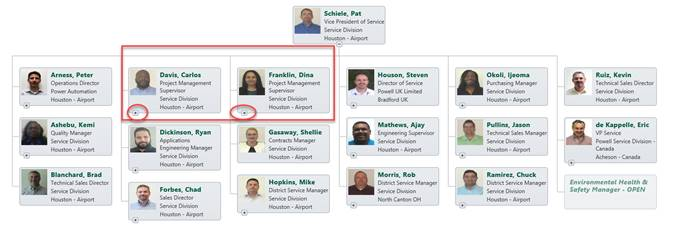 Schiele, Pat
Vice President of Service
Service Division
Houston - Airport
Arness, Peter
Operations Director
Power Automation
Houston - Airport
Davis, Carlos
Project Management
Supervisor
Service Division
Houston - Airport
Franklin, Dina
Project Management
Supervisor
Service Division
Houston - Airport
Houson, Steven
Director of Service
Powell UK Limited
Bradford UK
Okoli, Ijeoma
Purchasing Manager
Service Division
Houston - Airport
Ruiz, Kevin
Technical Sales Director
Service Division
Houston - Airport
Ashebu, Kemi
Quality Manager
Service Division
Houston - Airport
Dickinson, Ryan
Applications
Engineering Manager
Service Division
Houston - Airport
Gasaway, Shellie
Contracts Manager
Service Division
Houston - Airport
Mathews, Ajay
Engineering Supervisor
Service Division
Houston - Airport
Pullins, Jason
Technical Sales Manager
Service Division
Houston - Airport
de Kappelle, Eric
VP Service
Powell Service Division -
Canada
Acheson - Canada
Blanchard, Brad
Technical Sales Director
Service Division
Houston - Airport
Forbes, Chad
Sales Director
Service Division
Houston - Airport
Hopkins, Mike
District Service Manager
Service Division
Houston - Airport
Morris, Rob
District Service Manager
Service Division
North Canton OH
Ramirez, Chuck
District Service Manager
Service Division
Houston - Airport
Environmental Health &
Safety Manager - OPEN